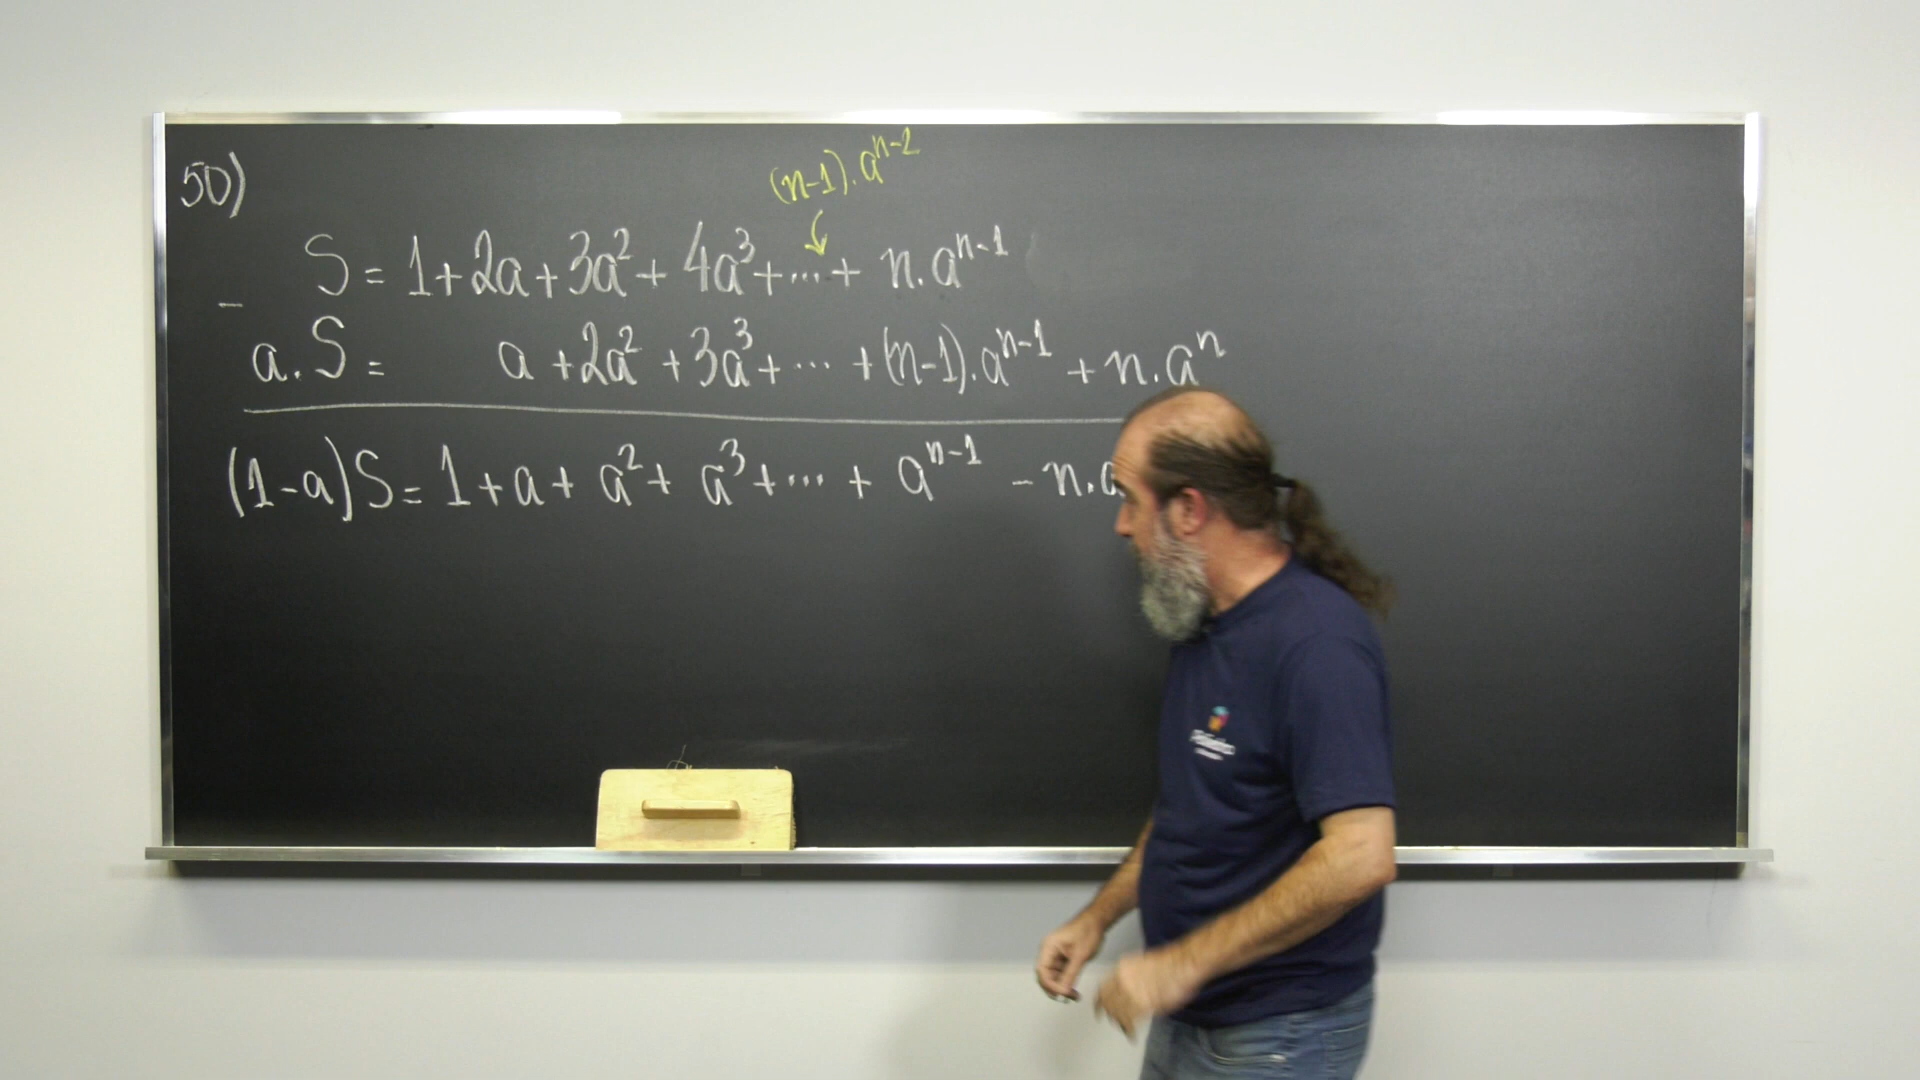 50)
(n-1).a^{n-2}
S = 1 + 2a + 3a² + 4a³ + ... + n.a^{n-1}
-
a.S = a + 2a² + 3a³ + ... + (n-1).a^{n-1} + n.a^n
(1-a)S = 1 + a + a² + a³ + ... + a^{n-1} - n.a